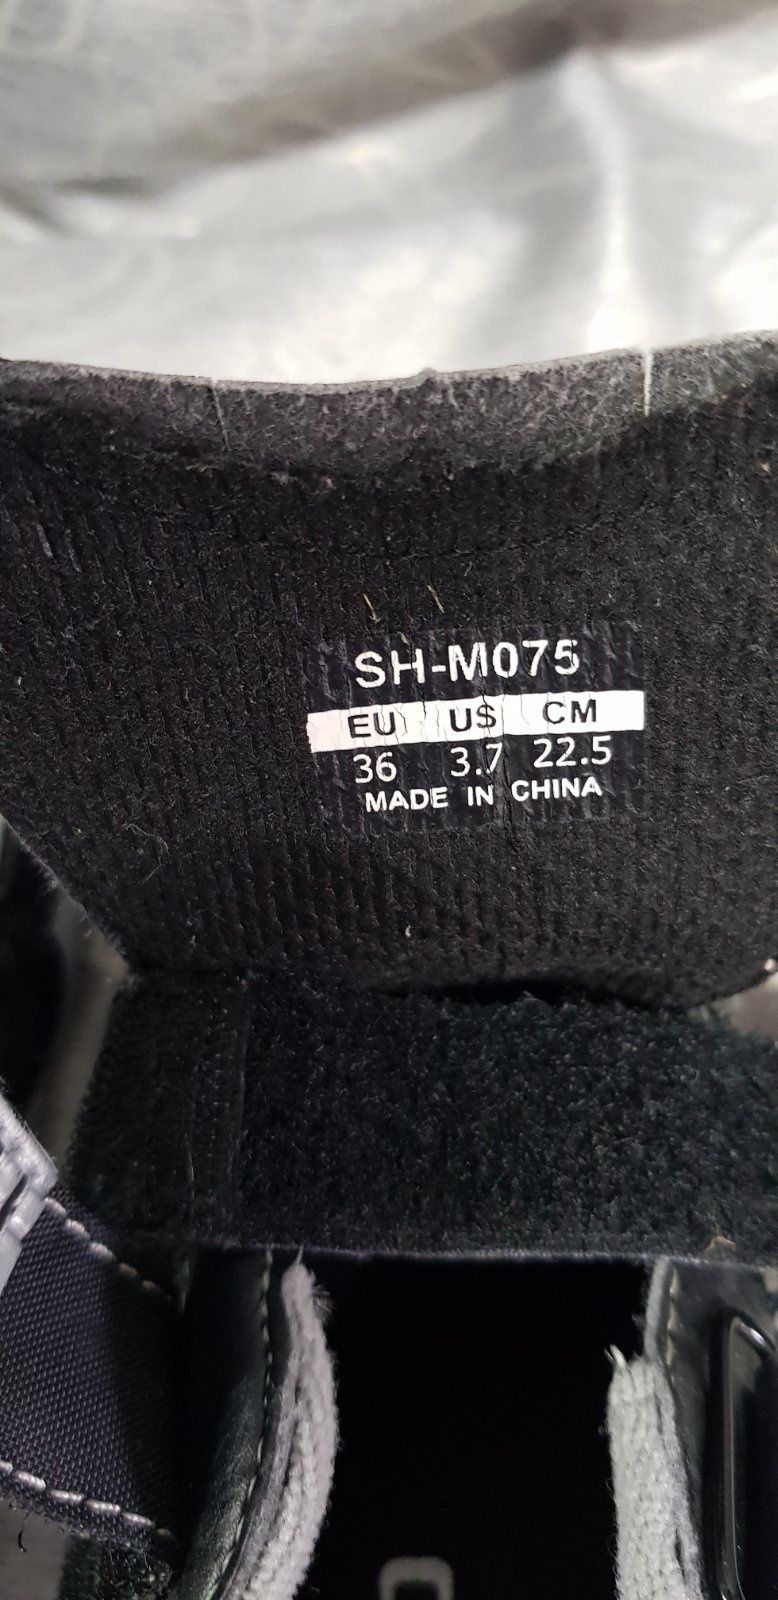 SH-M075
EU US CM
36 3.7 22.5
MADE IN CHINA